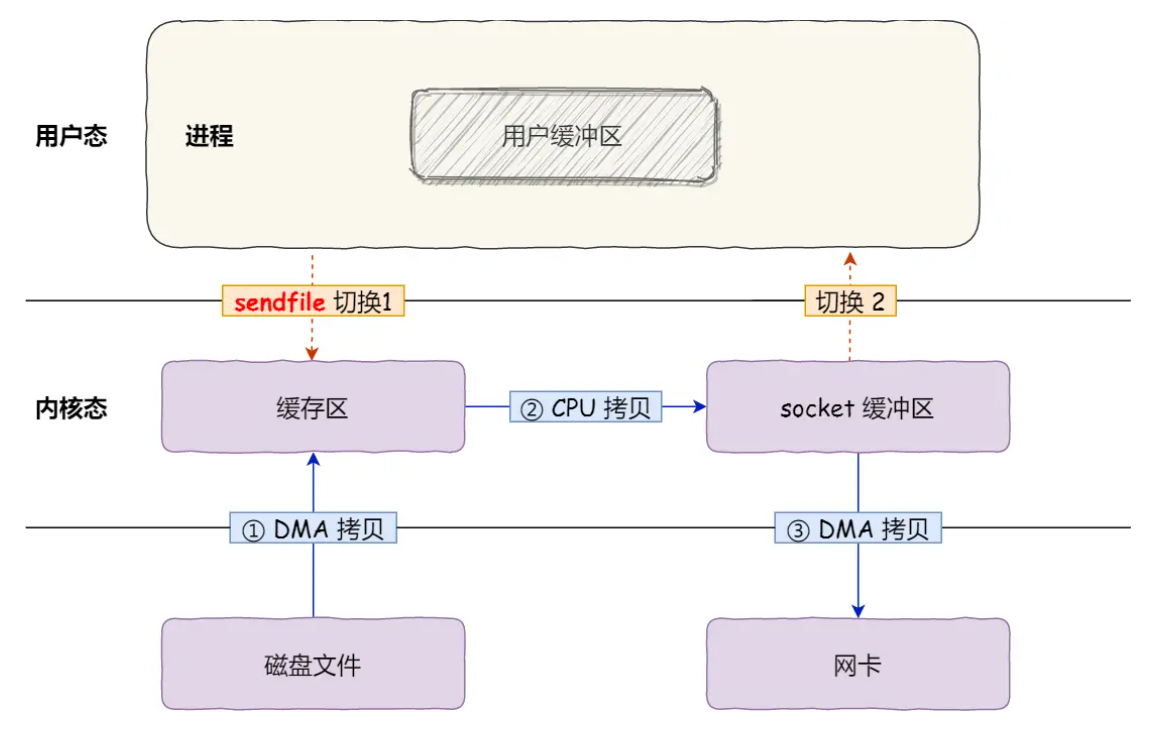 用户态
进程
用户缓冲区
sendfile 切换1
切换 2
内核态
缓存区
② CPU 拷贝
socket 缓冲区
① DMA 拷贝
③ DMA 拷贝
磁盘文件
网卡